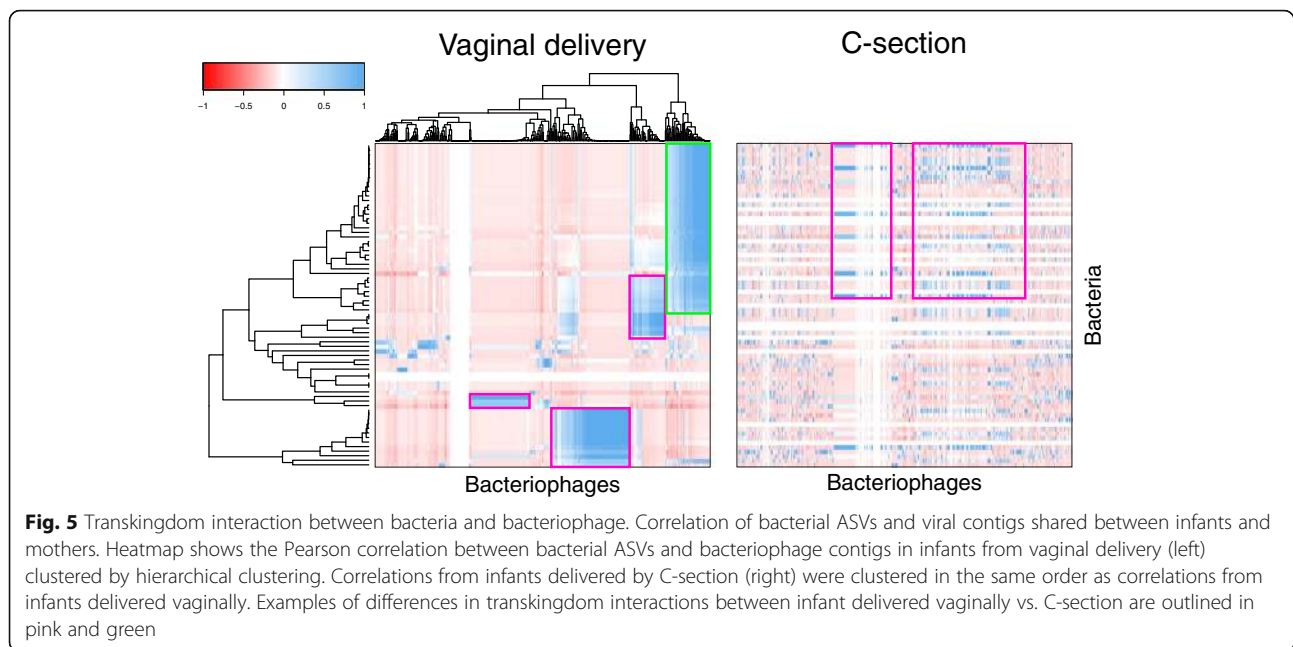 Vaginal delivery
C-section
-1 -0.5 0 0.5 1
Bacteria
Bacteriophages
Bacteriophages
Fig. 5 Transkingdom interaction between bacteria and bacteriophage. Correlation of bacterial ASVs and viral contigs shared between infants and
mothers. Heatmap shows the Pearson correlation between bacterial ASVs and bacteriophage contigs in infants from vaginal delivery (left)
clustered by hierarchical clustering. Correlations from infants delivered by C-section (right) were clustered in the same order as correlations from
infants delivered vaginally. Examples of differences in transkingdom interactions between infant delivered vaginally vs. C-section are outlined in
pink and green